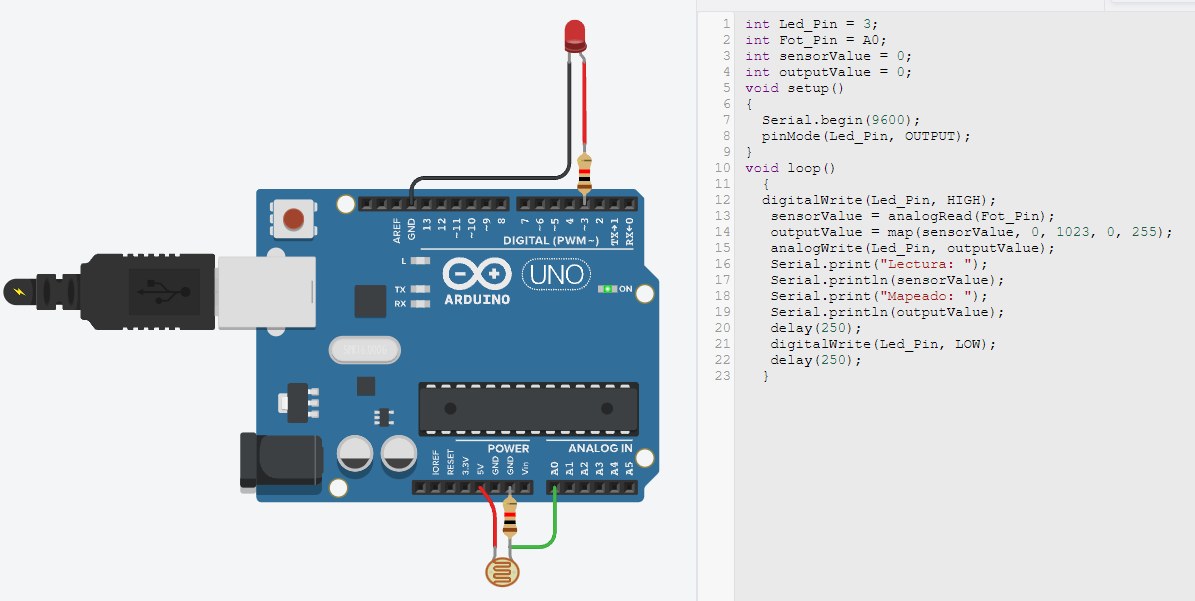 AREF
GND
13
12
~11
~10
~9
8
7
~6
~5
4
~3
2
TX→1
RX←0
DIGITAL (PWM~)
L
TX
RX
UNO
ARDUINO
ON
POWER
ANALOG IN
IOREF
RESET
3.3V
5V
GND
GND
Vin
A0
A1
A2
A3
A4
A5
1 int Led_Pin = 3;
2 int Fot_Pin = A0;
3 int sensorValue = 0;
4 int outputValue = 0;
5 void setup()
6 {
7 Serial.begin(9600);
8 pinMode(Led_Pin, OUTPUT);
9 }
10 void loop()
11 {
12 digitalWrite(Led_Pin, HIGH);
13 sensorValue = analogRead(Fot_Pin);
14 outputValue = map(sensorValue, 0, 1023, 0, 255);
15 analogWrite(Led_Pin, outputValue);
16 Serial.print("Lectura: ");
17 Serial.println(sensorValue);
18 Serial.print("Mapeado: ");
19 Serial.println(outputValue);
20 delay(250);
21 digitalWrite(Led_Pin, LOW);
22 delay(250);
23 }